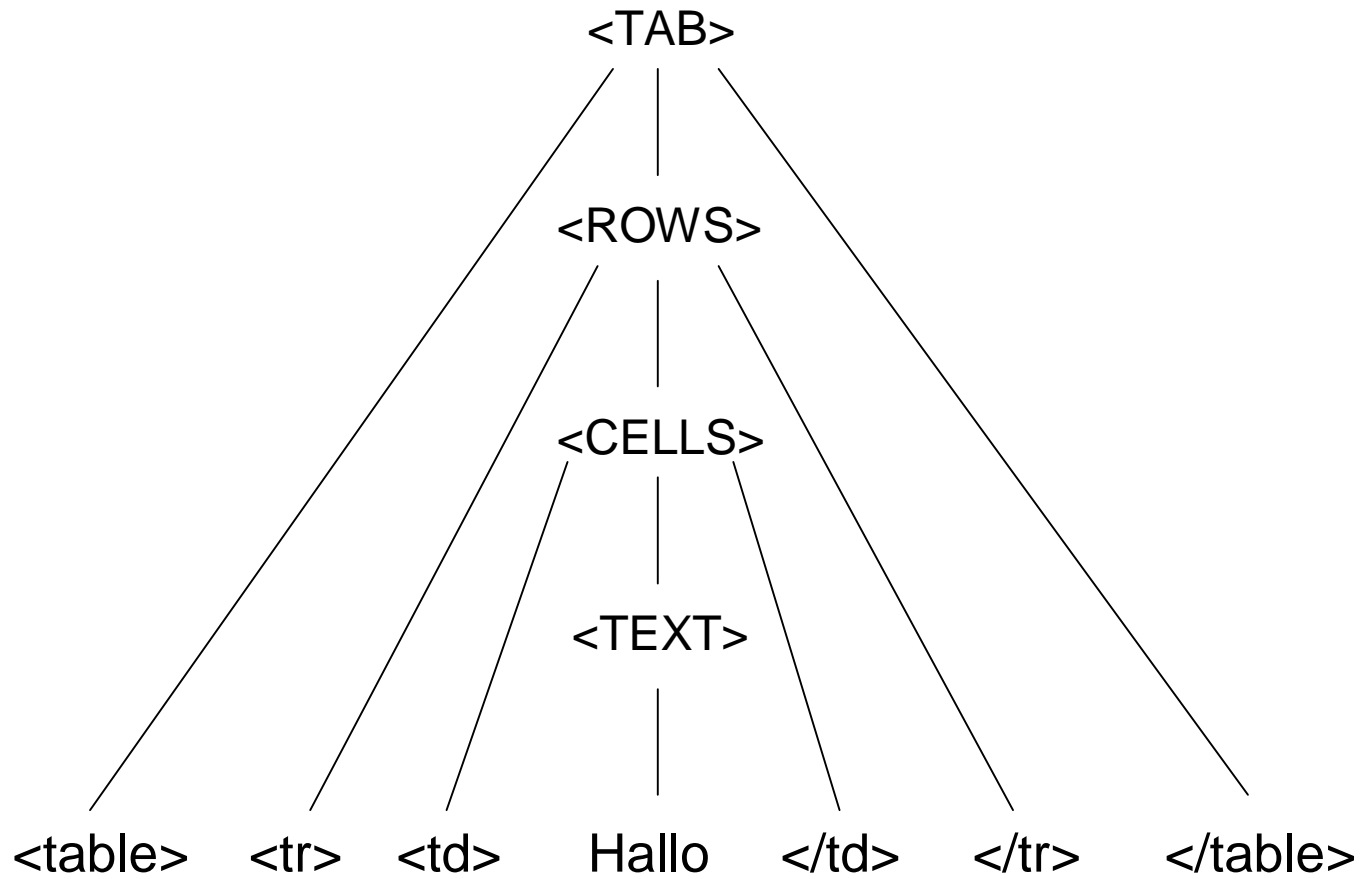 <TAB>
<ROWS>
<CELLS>
<TEXT>
<table> <tr> <td> Hallo </td> </tr> </table>